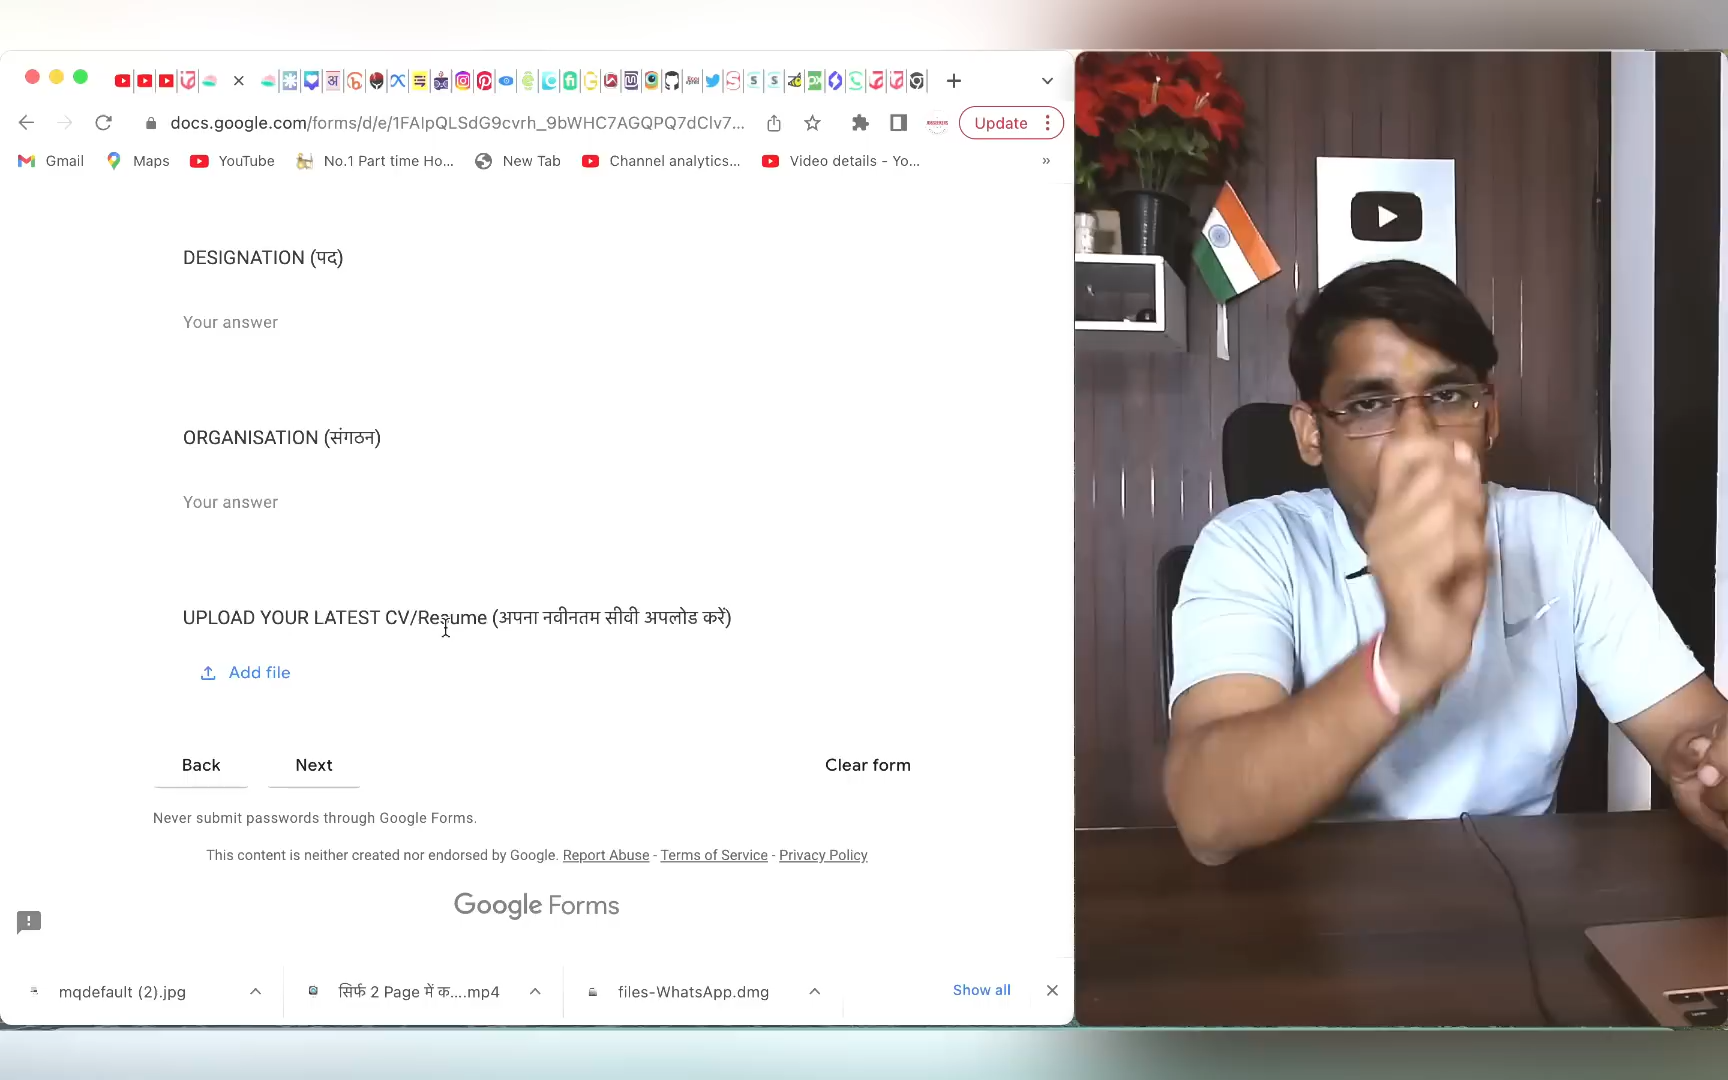 docs.google.com/forms/d/e/1FAIpQLSdG9cvrh_9bWHC7AGQPQ7dClv7...
Update
Gmail
Maps
YouTube
No.1 Part time Ho...
New Tab
Channel analytics...
Video details - Yo...
»
DESIGNATION (पद)
Your answer
ORGANISATION (संगठन)
Your answer
UPLOAD YOUR LATEST CV/Resume (अपना नवीनतम सीवी अपलोड करें)
Add file
Back
Next
Clear form
Never submit passwords through Google Forms.
This content is neither created nor endorsed by Google. Report Abuse - Terms of Service - Privacy Policy
Google Forms
mqdefault (2).jpg
सिर्फ 2 Page में क....mp4
files-WhatsApp.dmg
Show all